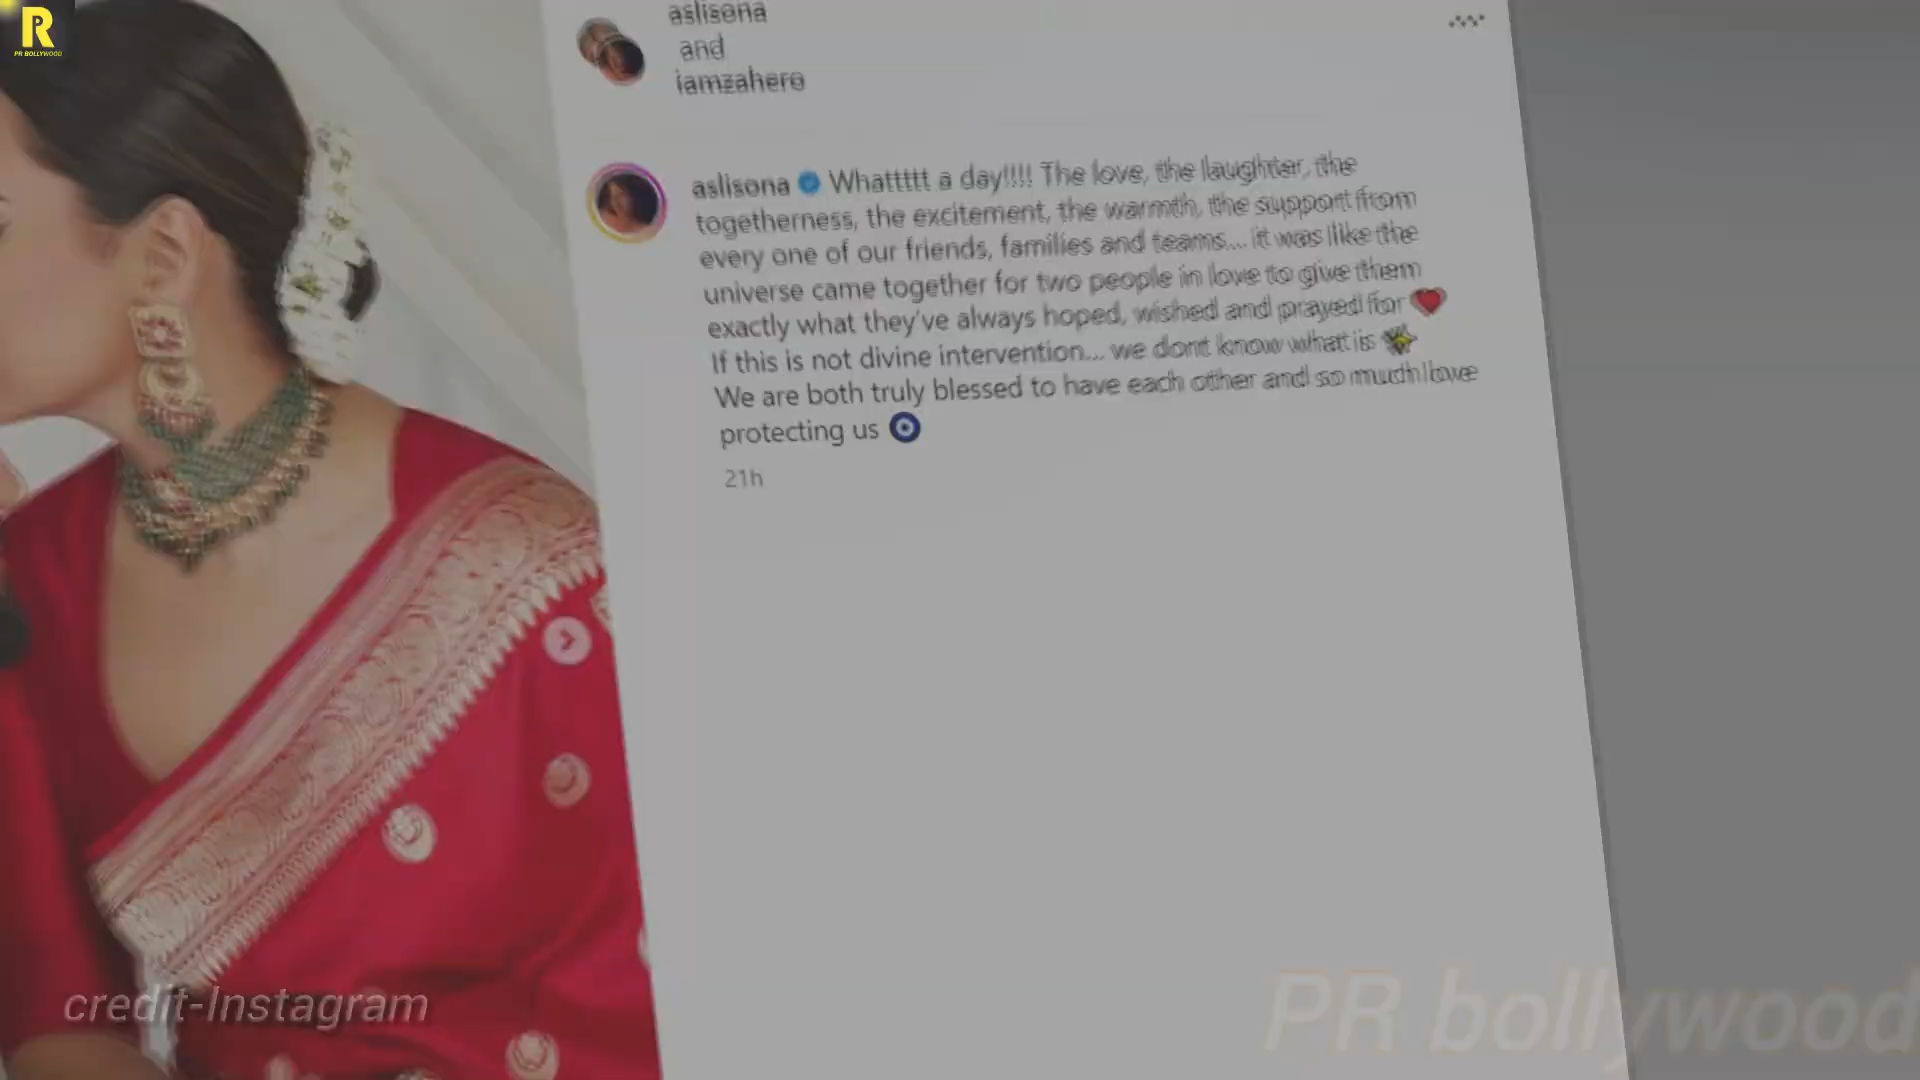 R
PR BOLLYWOOD
aslisona
and
iamzahero
aslisona Whattttt a day!!!! The love, the laughter, the
togetherness, the excitement, the warmth, the support from
every one of our friends, families and teams... it was like the
universe came together for two people in love to give them
exactly what they've always hoped, wished and prayed for ❤️
If this is not divine intervention... we dont know what is 💫
We are both truly blessed to have each other and so much love
protecting us 🧿
21h
credit-Instagram
PR bollywood